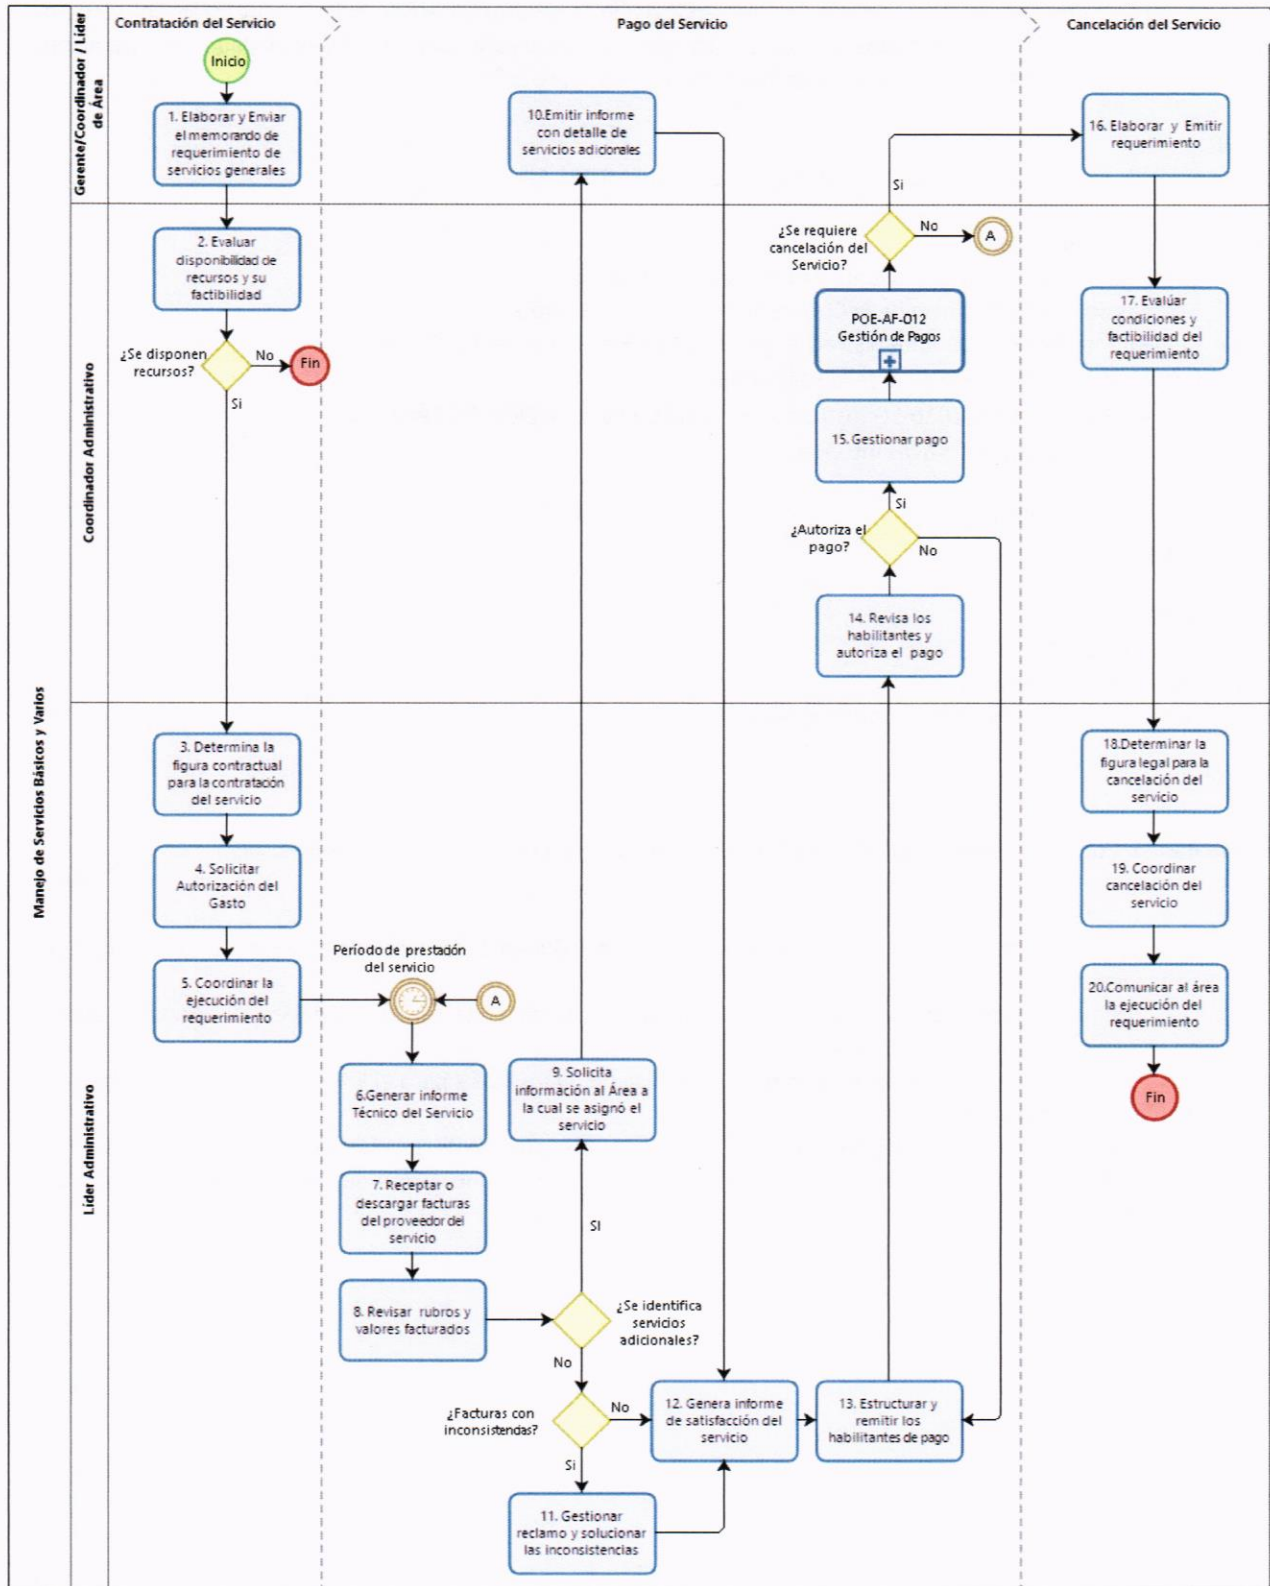 Contratación del Servicio
Pago del Servicio
Cancelación del Servicio
Manejo de Servicios Básicos y Varios
Gerente/Coordinador / Líder
de Área
Inicio
1. Elaborar y Enviar
el memorando de
requerimiento de
servicios generales
10.Emitir informe
con detalle de
servicios adicionales
16. Elaborar y Emitir
requerimiento
Si
Coordinador Administrativo
2. Evaluar
disponibilidad de
recursos y su
factibilidad
¿Se disponen
recursos?
No
Fin
Si
¿Se requiere
cancelación del
Servicio?
No
A
POE-AF-012
Gestión de Pagos
15. Gestionar pago
Si
¿Autoriza el
pago?
No
14. Revisa los
habilitantes y
autoriza el pago
17. Evalúar
condiciones y
factibilidad del
requerimiento
Líder Administrativo
3. Determina la
figura contractual
para la contratación
del servicio
4. Solicitar
Autorización del
Gasto
5. Coordinar la
ejecución del
requerimiento
Período de prestación
del servicio
A
6.Generar informe
Técnico del Servicio
7. Receptar o
descargar facturas
del proveedor del
servicio
8. Revisar rubros y
valores facturados
9. Solicita
información al Área a
la cual se asignó el
servicio
SI
¿Se identifica
servicios
adicionales?
No
¿Facturas con
inconsistendas?
No
Si
11. Gestionar
reclamo y solucionar
las inconsistencias
12. Genera informe
de satisfacción del
servicio
13. Estructurar y
remitir los
habilitantes de pago
18.Determinar la
figura legal para la
cancelación del
servicio
19. Coordinar
cancelación del
servicio
20.Comunicar al área
la ejecución del
requerimiento
Fin